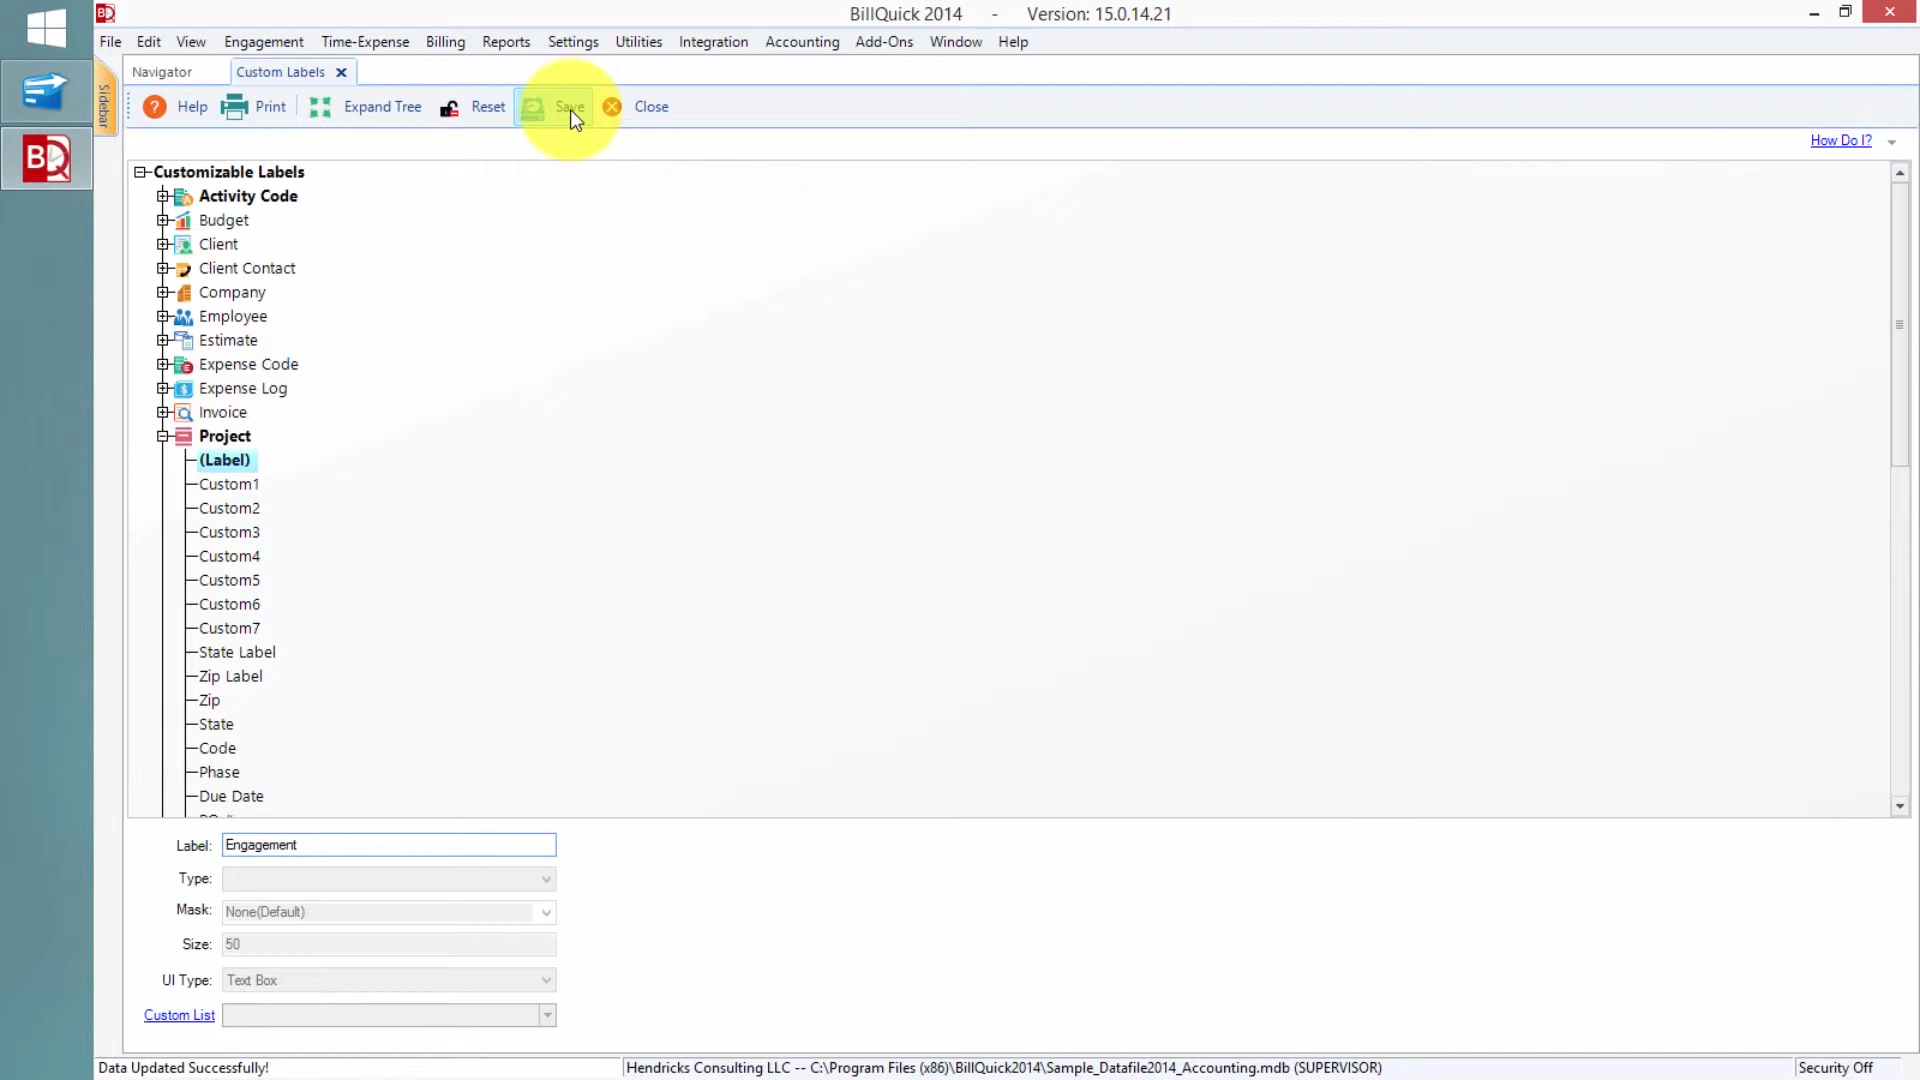 BQ
BillQuick 2014 - Version: 15.0.14.21
File Edit View Engagement Time-Expense Billing Reports Settings Utilities Integration Accounting Add-Ons Window Help
Sidebar
Navigator Custom Labels
Help Print Expand Tree Reset Save Close
BQ
How Do I?
Customizable Labels
Activity Code
Budget
Client
Client Contact
Company
Employee
Estimate
Expense Code
Expense Log
Invoice
Project
(Label)
Custom1
Custom2
Custom3
Custom4
Custom5
Custom6
Custom7
State Label
Zip Label
Zip
State
Code
Phase
Due Date
Label: Engagement
Type:
Mask: None(Default)
Size: 50
UI Type: Text Box
Custom List
Data Updated Successfully! Hendricks Consulting LLC -- C:\Program Files (x86)\BillQuick2014\Sample_Datafile2014_Accounting.mdb (SUPERVISOR) Security Off